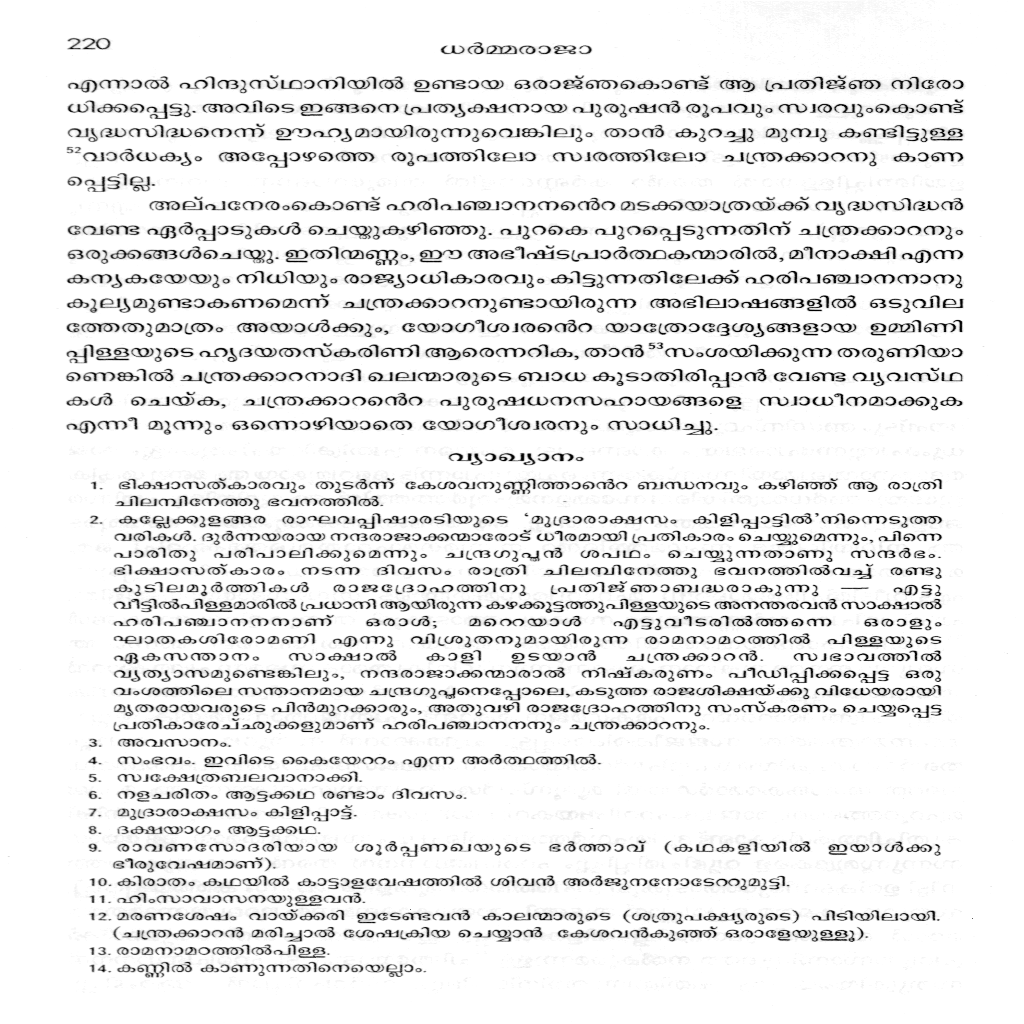 220
ധർമ്മരാജാ
എന്നാൽ ഹിന്ദുസ്ഥാനിയിൽ ഉണ്ടായ ഒരാജ്ഞകൊണ്ട് ആ പ്രതിജ്ഞ നിരോ
ധിക്കപ്പെട്ടു. അവിടെ ഇങ്ങനെ പ്രത്യക്ഷനായ പുരുഷൻ രൂപവും സ്വരവുംകൊണ്ട്
വൃദ്ധസിദ്ധനെന്ന് ഊഹ്യമായിരുന്നുവെങ്കിലും താൻ കുറച്ചു മുമ്പു കണ്ടിട്ടുള്ള
⁵²വാർധക്യം അപ്പോഴത്തെ രൂപത്തിലോ സ്വരത്തിലോ ചന്ത്രക്കാറനു കാണ
പ്പെട്ടില്ല.
അല്പനേരംകൊണ്ട് ഹരിപഞ്ചാനനന്റെ മടക്കയാത്രയ്ക്ക് വൃദ്ധസിദ്ധൻ
വേണ്ട ഏർപ്പാടുകൾ ചെയ്തുകഴിഞ്ഞു. പുറകെ പുറപ്പെടുന്നതിന് ചന്ത്രക്കാറനും
ഒരുക്കങ്ങൾചെയ്തു. ഇതിന്മണ്ണം, ഈ അഭീഷ്ടപ്രാർത്ഥകന്മാരിൽ, മീനാക്ഷി എന്ന
കന്യകയേയും നിധിയും രാജ്യാധികാരവും കിട്ടുന്നതിലേക്ക് ഹരിപഞ്ചാനനാനു
കൂല്യമുണ്ടാകണമെന്ന് ചന്ത്രക്കാറനുണ്ടായിരുന്ന അഭിലാഷങ്ങളിൽ ഒടുവില
ത്തേതുമാത്രം അയാൾക്കും, യോഗീശ്വരന്റെ യാത്രോദ്ദേശ്യങ്ങളായ ഉമ്മിണി
പ്പിള്ളയുടെ ഹൃദയതസ്കരിണി ആരെന്നറിക, താൻ ⁵³സംശയിക്കുന്ന തരുണിയാ
ണെങ്കിൽ ചന്ത്രക്കാറനാദി ഖലന്മാരുടെ ബാധ കൂടാതിരിപ്പാൻ വേണ്ട വ്യവസ്ഥ
കൾ ചെയ്ക, ചന്ത്രക്കാറന്റെ പുരുഷധനസഹായങ്ങളെ സ്വാധീനമാക്കുക
എന്നീ മൂന്നും ഒന്നൊഴിയാതെ യോഗീശ്വരനും സാധിച്ചു.
വ്യാഖ്യാനം
1. ഭിക്ഷാസത്കാരവും തുടർന്ന് കേശവനുണ്ണിത്താന്റെ ബന്ധനവും കഴിഞ്ഞ് ആ രാത്രി
ചിലമ്പിനേത്തു ഭവനത്തിൽ.
2. കല്ലേക്കുളങ്ങര രാഘവപ്പിഷാരടിയുടെ 'മുദ്രാരാക്ഷസം കിളിപ്പാട്ടിൽ'നിന്നെടുത്ത
വരികൾ. ദുർന്നയരായ നന്ദരാജാക്കന്മാരോട് ധീരമായി പ്രതികാരം ചെയ്യുമെന്നും, പിന്നെ
പാരിതു പരിപാലിക്കുമെന്നും ചന്ദ്രഗുപ്തൻ ശപഥം ചെയ്യുന്നതാണു സന്ദർഭം.
ഭിക്ഷാസത്കാരം നടന്ന ദിവസം രാത്രി ചിലമ്പിനേത്തു ഭവനത്തിൽവച്ച് രണ്ടു
കുടിലമൂർത്തികൾ രാജദ്രോഹത്തിനു പ്രതിജ്ഞാബദ്ധരാകുന്നു — എട്ടു
വീട്ടിൽപിള്ളമാരിൽ പ്രധാനി ആയിരുന്ന കഴക്കൂട്ടത്തുപിള്ളയുടെ അനന്തരവൻ സാക്ഷാൽ
ഹരിപഞ്ചാനനനാണ് ഒരാൾ; മറ്റെയാൾ എട്ടുവീടരിൽത്തന്നെ ഒരാളും
ഘാതകശിരോമണി എന്നു വിശ്രുതനുമായിരുന്ന രാമനാമഠത്തിൽ പിള്ളയുടെ
ഏകസന്താനം സാക്ഷാൽ കാളി ഉടയാൻ ചന്ത്രക്കാറൻ. സ്വഭാവത്തിൽ
വ്യത്യാസമുണ്ടെങ്കിലും, നന്ദരാജാക്കന്മാരാൽ നിഷ്കരുണം പീഡിപ്പിക്കപ്പെട്ട ഒരു
വംശത്തിലെ സന്താനമായ ചന്ദ്രഗുപ്തനെപ്പോലെ, കടുത്ത രാജശിക്ഷയ്ക്കു വിധേയരായി
മൃതരായവരുടെ പിൻമുറക്കാരും, അതുവഴി രാജദ്രോഹത്തിനു സംസ്കരണം ചെയ്യപ്പെട്ട
പ്രതികാരേച്ഛുക്കളുമാണ് ഹരിപഞ്ചാനനനും ചന്ത്രക്കാറനും.
3. അവസാനം.
4. സംഭവം. ഇവിടെ കൈയേറ്റം എന്ന അർത്ഥത്തിൽ.
5. സ്വക്ഷേത്രബലവാനാക്കി.
6. നളചരിതം ആട്ടക്കഥ രണ്ടാം ദിവസം.
7. മുദ്രാരാക്ഷസം കിളിപ്പാട്ട്.
8. ദക്ഷയാഗം ആട്ടക്കഥ.
9. രാവണസോദരിയായ ശൂർപ്പണഖയുടെ ഭർത്താവ് (കഥകളിയിൽ ഇയാൾക്കു
ഭീരുവേഷമാണ്).
10. കിരാതം കഥയിൽ കാട്ടാളവേഷത്തിൽ ശിവൻ അർജുനനോടേറ്റുമുട്ടി.
11. ഹിംസാവാസനയുള്ളവൻ.
12. മരണശേഷം വായ്ക്കരി ഇടേണ്ടവൻ കാലന്മാരുടെ (ശത്രുപക്ഷ്യരുടെ) പിടിയിലായി.
(ചന്ത്രക്കാറൻ മരിച്ചാൽ ശേഷക്രിയ ചെയ്യാൻ കേശവൻകുഞ്ഞ് ഒരാളേയുള്ളൂ).
13. രാമനാമഠത്തിൽപിള്ള.
14. കണ്ണിൽ കാണുന്നതിനെയെല്ലാം.